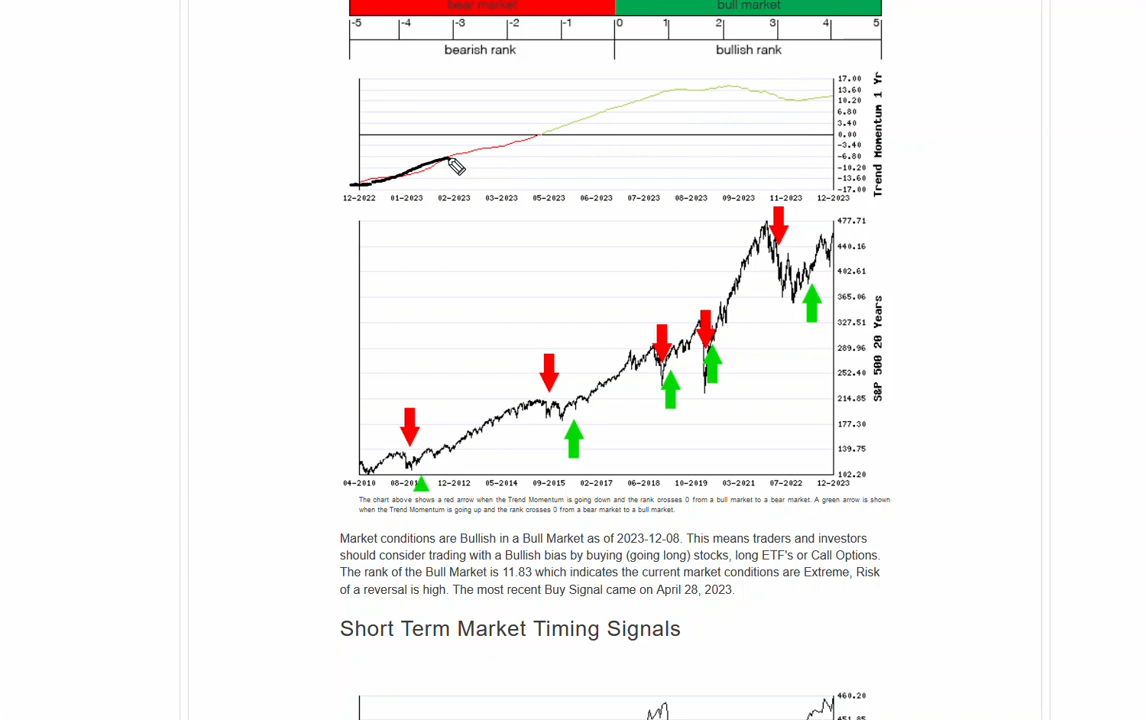 bear market bull market
-5 -4 -3 -2 -1 0 1 2 3 4 5
bearish rank bullish rank
17.00
13.60
10.20
6.80
3.40
0.00
-3.40
-6.80
-10.20
-13.60
-17.00
Trend Momentum 1 Yr
12-2022 01-2023 02-2023 03-2023 05-2023 06-2023 07-2023 08-2023 09-2023 11-2023 12-2023
477.71
440.16
402.61
365.06
327.51
289.96
252.40
214.85
177.30
139.75
102.20
S&P 500 20 Years
04-2010 08-201 12-2012 05-2014 09-2015 02-2017 06-2018 10-2019 03-2021 07-2022 12-2023
The chart above shows a red arrow when the Trend Momentum is going down and the rank crosses 0 from a bull market to a bear market. A green arrow is shown
when the Trend Momentum is going up and the rank crosses 0 from a bear market to a bull market.
Market conditions are Bullish in a Bull Market as of 2023-12-08. This means traders and investors
should consider trading with a Bullish bias by buying (going long) stocks, long ETF's or Call Options.
The rank of the Bull Market is 11.83 which indicates the current market conditions are Extreme, Risk
of a reversal is high. The most recent Buy Signal came on April 28, 2023.
Short Term Market Timing Signals
460.20
451.85